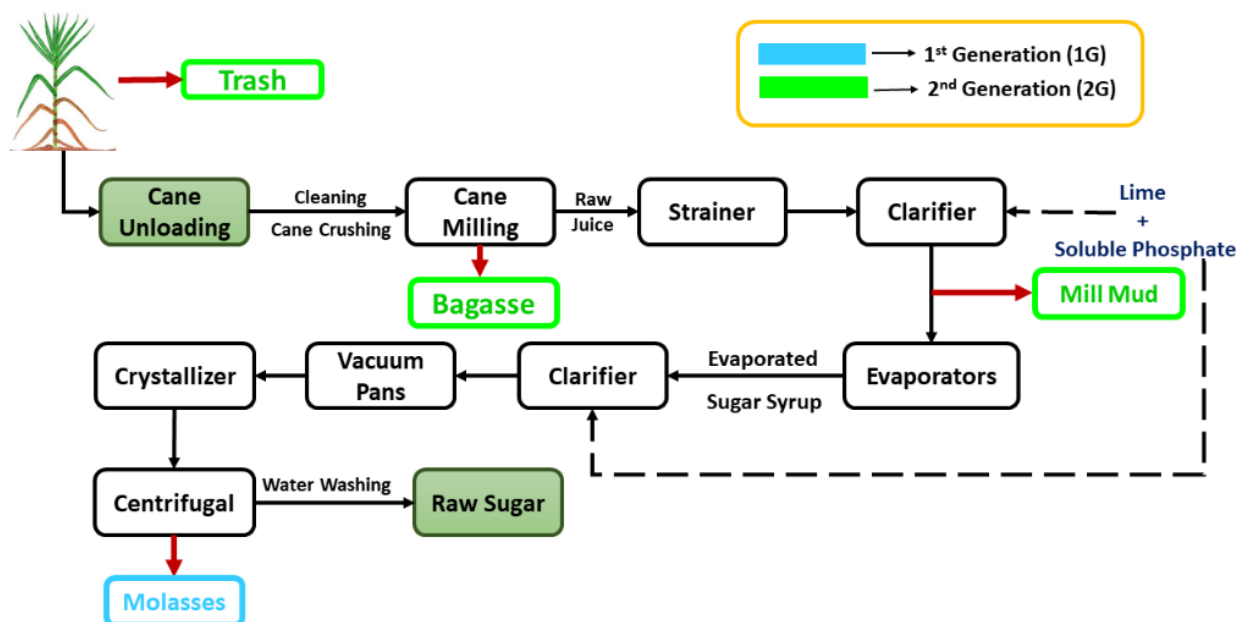 Trash
1st Generation (1G)
2nd Generation (2G)
Cane
Unloading
Cleaning
Cane Crushing
Cane
Milling
Raw
Juice
Strainer
Clarifier
Lime
+
Soluble Phosphate
Bagasse
Mill Mud
Crystallizer
Vacuum
Pans
Clarifier
Evaporated
Sugar Syrup
Evaporators
Centrifugal
Water Washing
Raw Sugar
Molasses